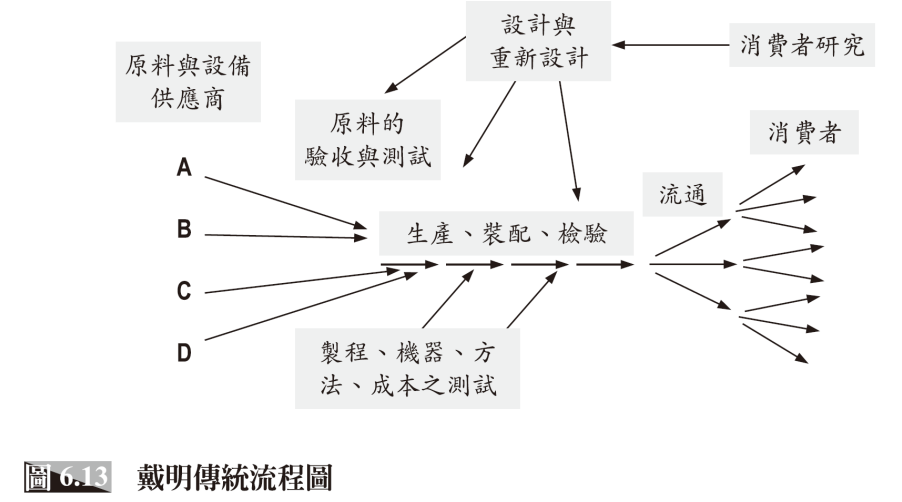 設計與
重新設計
消費者研究
原料與設備
供應商
原料的
驗收與測試
消費者
A
流通
B
生產、裝配、檢驗
C
D
製程、機器、方
法、成本之測試
圖 6.13 戴明傳統流程圖